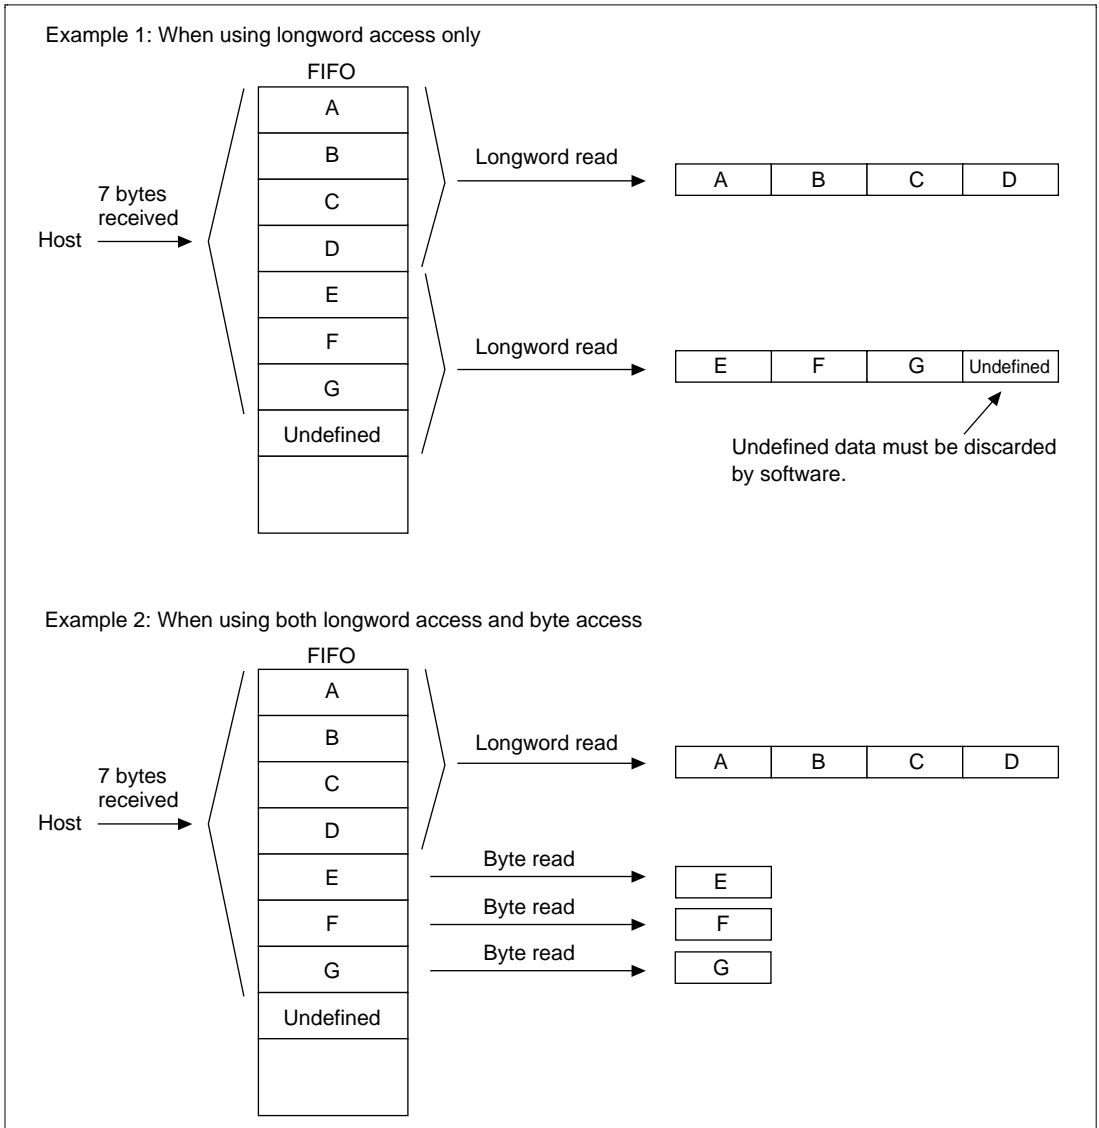 Example 1: When using longword access only
FIFO
A
B
C
D
E
F
G
Undefined
7 bytes
received
Host
Longword read
A B C D
Longword read
E F G Undefined
Undefined data must be discarded
by software.
Example 2: When using both longword access and byte access
FIFO
A
B
C
D
E
F
G
Undefined
7 bytes
received
Host
Longword read
A B C D
Byte read
E
Byte read
F
Byte read
G